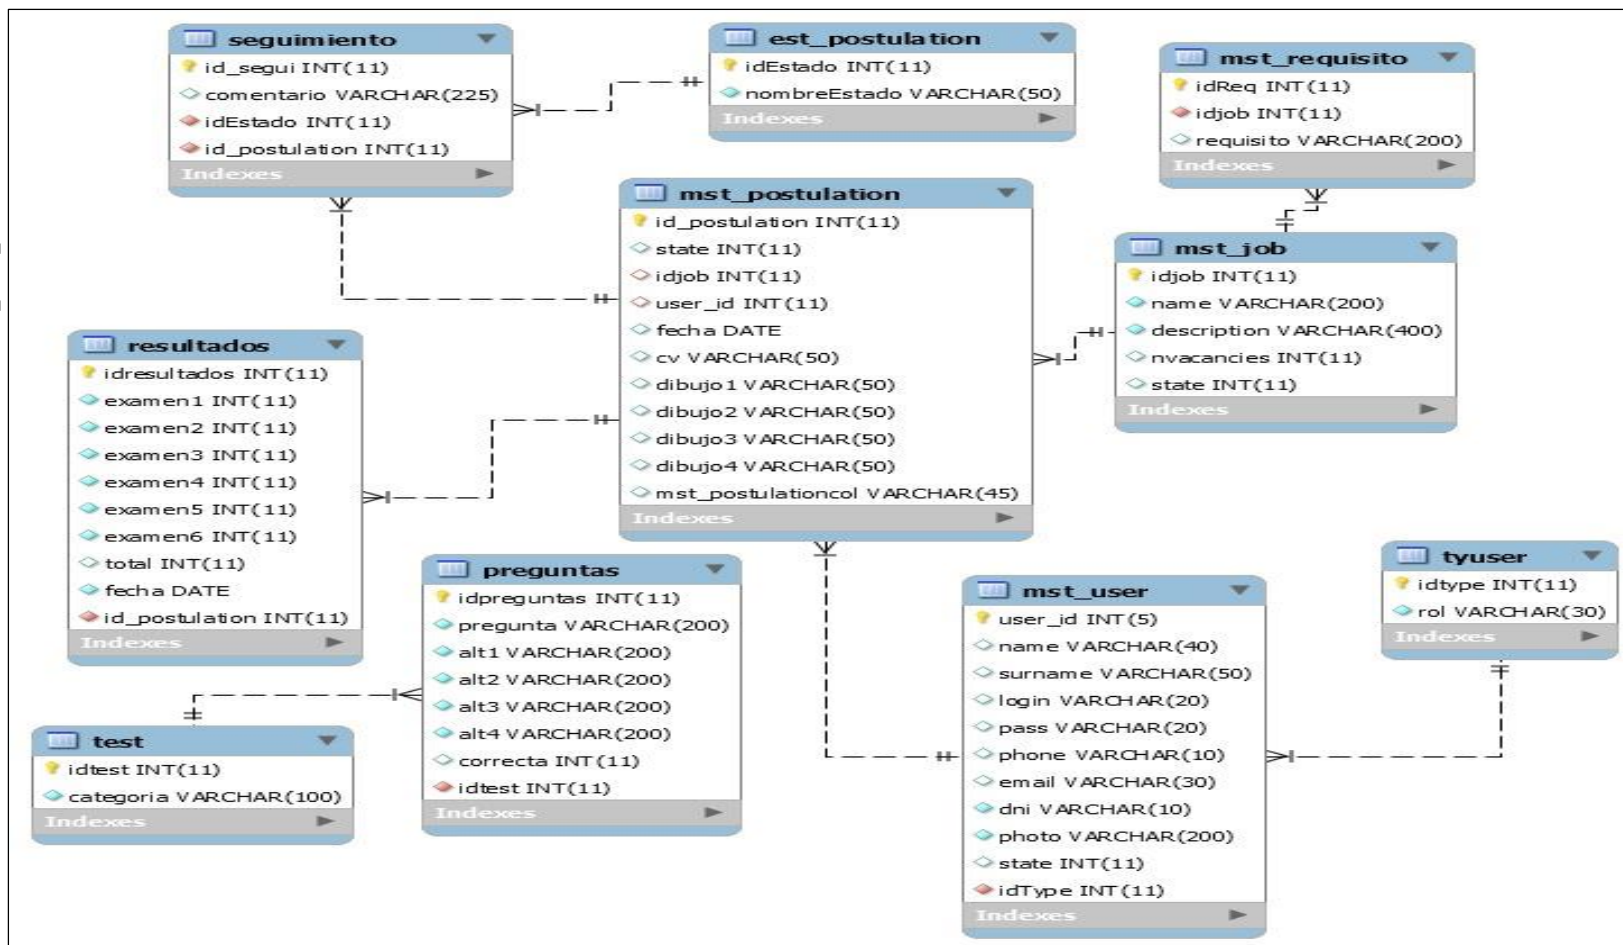 seguimiento
id_segui INT(11)
comentario VARCHAR(225)
idEstado INT(11)
id_postulation INT(11)
Indexes
est_postulation
idEstado INT(11)
nombreEstado VARCHAR(50)
Indexes
mst_requisito
idReq INT(11)
idjob INT(11)
requisito VARCHAR(200)
Indexes
mst_postulation
id_postulation INT(11)
state INT(11)
idjob INT(11)
user_id INT(11)
fecha DATE
cv VARCHAR(50)
dibujo1 VARCHAR(50)
dibujo2 VARCHAR(50)
dibujo3 VARCHAR(50)
dibujo4 VARCHAR(50)
mst_postulationcol VARCHAR(45)
Indexes
mst_job
idjob INT(11)
name VARCHAR(200)
description VARCHAR(400)
nvacancies INT(11)
state INT(11)
Indexes
resultados
idresultados INT(11)
examen1 INT(11)
examen2 INT(11)
examen3 INT(11)
examen4 INT(11)
examen5 INT(11)
examen6 INT(11)
total INT(11)
fecha DATE
id_postulation INT(11)
Indexes
preguntas
idpreguntas INT(11)
pregunta VARCHAR(200)
alt1 VARCHAR(200)
alt2 VARCHAR(200)
alt3 VARCHAR(200)
alt4 VARCHAR(200)
correcta INT(11)
idtest INT(11)
Indexes
mst_user
user_id INT(5)
name VARCHAR(40)
surname VARCHAR(50)
login VARCHAR(20)
pass VARCHAR(20)
phone VARCHAR(10)
email VARCHAR(30)
dni VARCHAR(10)
photo VARCHAR(200)
state INT(11)
idType INT(11)
Indexes
tyuser
idtype INT(11)
rol VARCHAR(30)
Indexes
test
idtest INT(11)
categoria VARCHAR(100)
Indexes